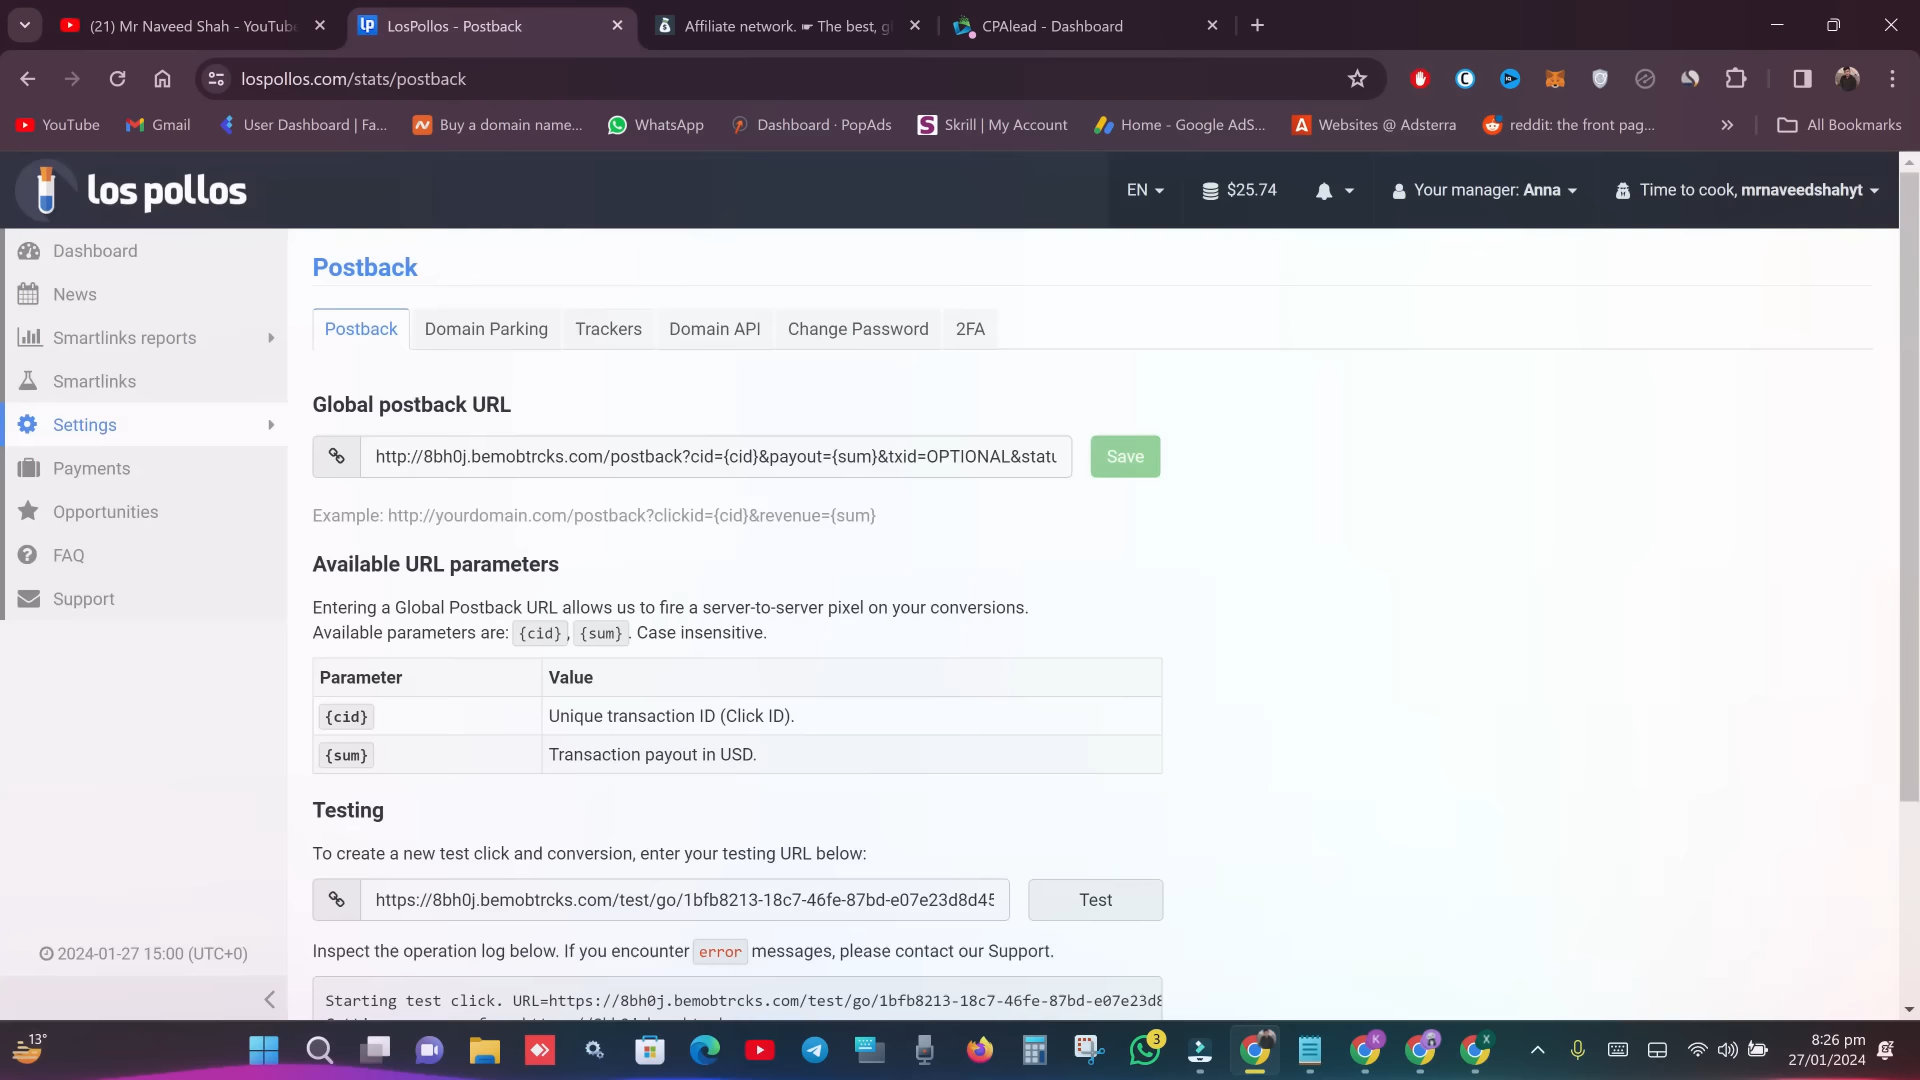 (21) Mr Naveed Shah - YouTube
LosPollos - Postback
Affiliate network. ☛ The best, gl
CPAlead - Dashboard
lospollos.com/stats/postback
YouTube
Gmail
User Dashboard | Fa...
Buy a domain name...
WhatsApp
Dashboard · PopAds
Skrill | My Account
Home - Google AdS...
Websites @ Adsterra
reddit: the front pag...
All Bookmarks
lp los pollos
EN
$25.74
Your manager: Anna
Time to cook, mrnaveedshahyt
Dashboard
News
Smartlinks reports
Smartlinks
Settings
Payments
Opportunities
FAQ
Support
2024-01-27 15:00 (UTC+0)
Postback
Postback
Domain Parking
Trackers
Domain API
Change Password
2FA
Global postback URL
http://8bh0j.bemobtrcks.com/postback?cid={cid}&payout={sum}&txid=OPTIONAL&statu
Save
Example: http://yourdomain.com/postback?clickid={cid}&revenue={sum}
Available URL parameters
Entering a Global Postback URL allows us to fire a server-to-server pixel on your conversions.
Available parameters are: {cid}, {sum}. Case insensitive.
Parameter Value
{cid} Unique transaction ID (Click ID).
{sum} Transaction payout in USD.
Testing
To create a new test click and conversion, enter your testing URL below:
https://8bh0j.bemobtrcks.com/test/go/1bfb8213-18c7-46fe-87bd-e07e23d8d45
Test
Inspect the operation log below. If you encounter error messages, please contact our Support.
Starting test click. URL=https://8bh0j.bemobtrcks.com/test/go/1bfb8213-18c7-46fe-87bd-e07e23d8
13°
3
8:26 pm
27/01/2024